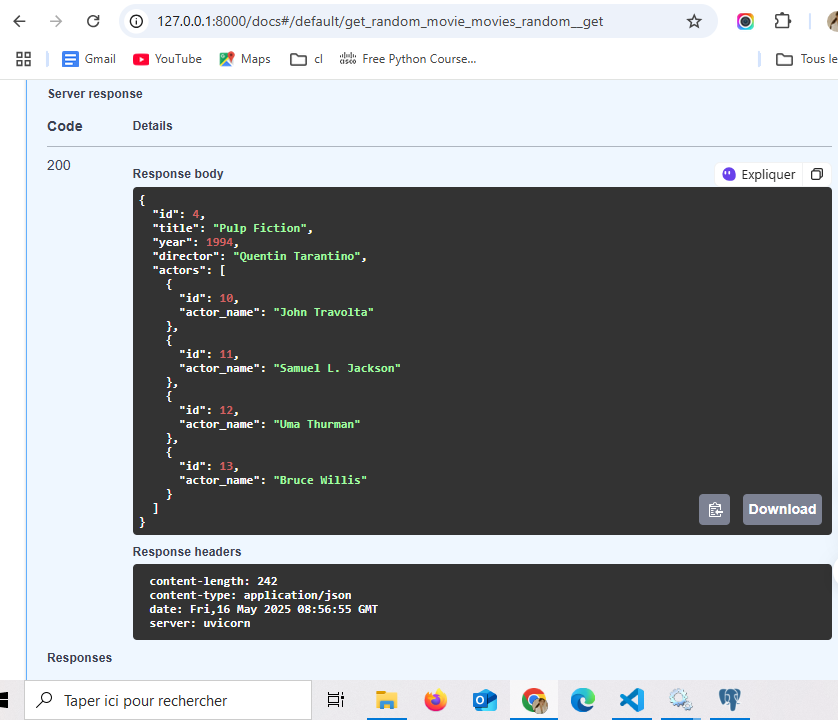 127.0.0.1:8000/docs#/default/get_random_movie_movies_random__get
Gmail YouTube Maps cl Free Python Course... Tous le
Server response
Code Details
200
Response body
Expliquer
{
  "id": 4,
  "title": "Pulp Fiction",
  "year": 1994,
  "director": "Quentin Tarantino",
  "actors": [
    {
      "id": 10,
      "actor_name": "John Travolta"
    },
    {
      "id": 11,
      "actor_name": "Samuel L. Jackson"
    },
    {
      "id": 12,
      "actor_name": "Uma Thurman"
    },
    {
      "id": 13,
      "actor_name": "Bruce Willis"
    }
  ]
}
Download
Response headers
content-length: 242
content-type: application/json
date: Fri,16 May 2025 08:56:55 GMT
server: uvicorn
Responses
Taper ici pour rechercher